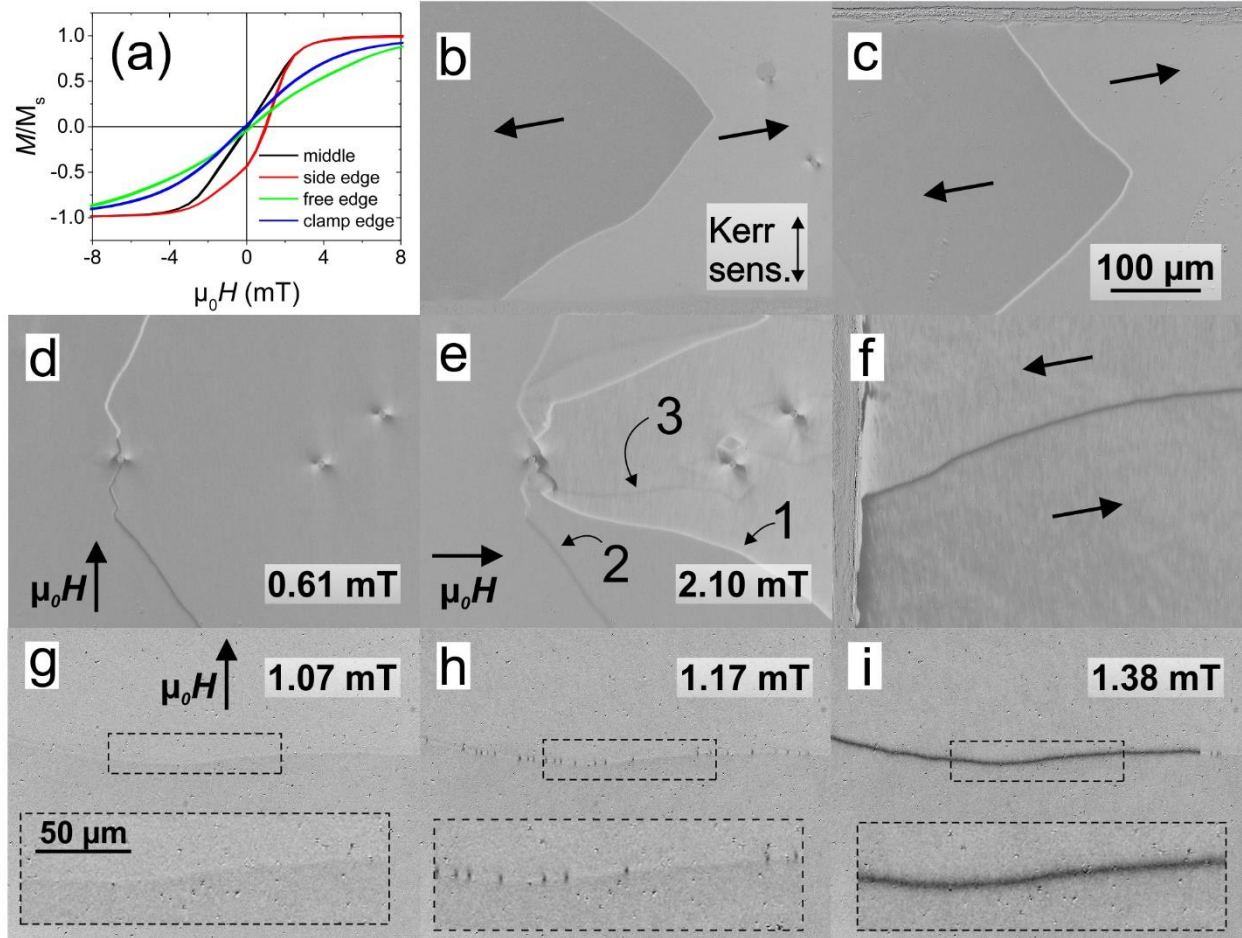 (a)
1.0
0.5
0.0
-0.5
-1.0
M/Ms
-8
-4
0
4
8
μ0H (mT)
middle
side edge
free edge
clamp edge
b
Kerr
sens.
c
100 μm
d
μ0H
0.61 mT
e
3
1
2
μ0H
2.10 mT
f
g
μ0H
1.07 mT
50 μm
h
1.17 mT
i
1.38 mT